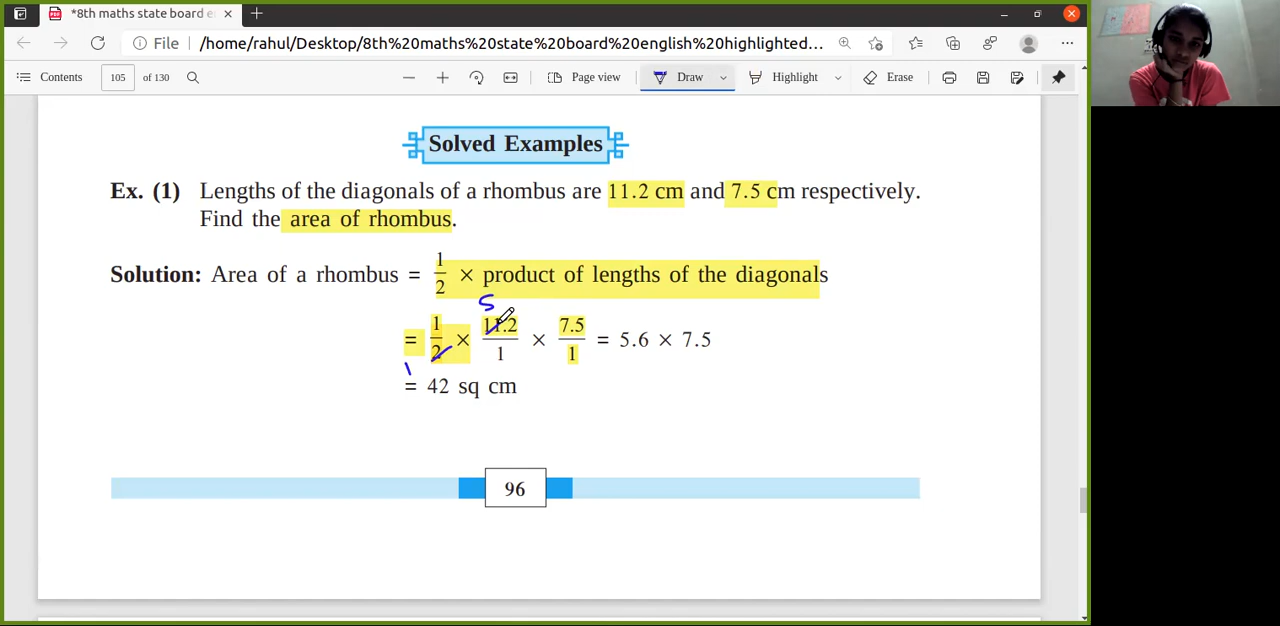 *8th maths state board e
File /home/rahul/Desktop/8th%20maths%20state%20board%20english%20highlighted...
Contents 105 of 130 Page view Draw Highlight Erase
Solved Examples
Ex. (1) Lengths of the diagonals of a rhombus are 11.2 cm and 7.5 cm respectively.
Find the area of rhombus.
Solution: Area of a rhombus = 1/2 × product of lengths of the diagonals
5
= 1/2 × 11.2/1 × 7.5/1 = 5.6 × 7.5
1
= 42 sq cm
96